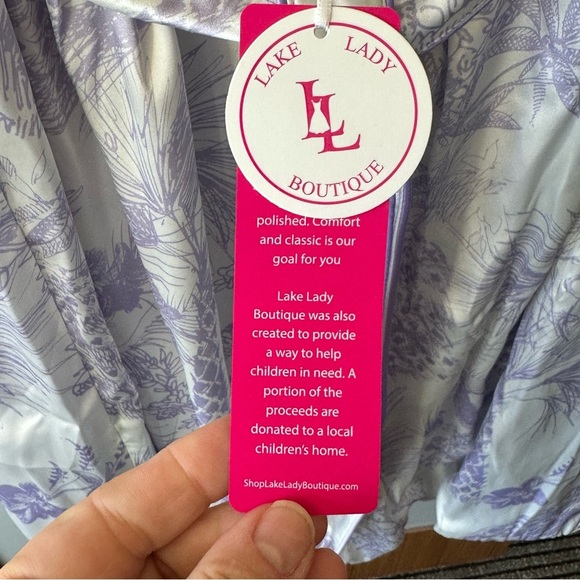 LAKE LADY
LL
BOUTIQUE
polished. Comfort
and classic is our
goal for you
Lake Lady
Boutique was also
created to provide
a way to help
children in need. A
portion of the
proceeds are
donated to a local
children's home.
ShopLakeLadyBoutique.com